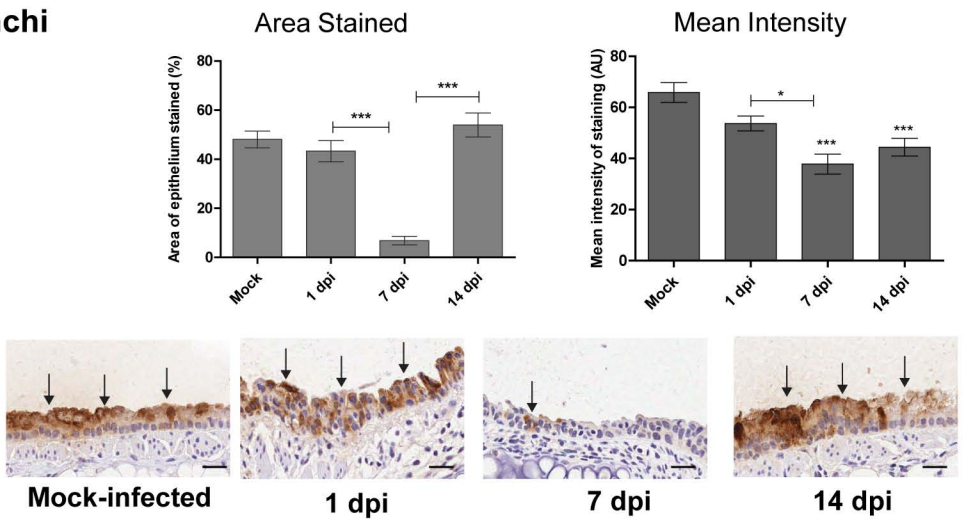 chi
Area Stained
Mean Intensity
Area of epithelium stained (%)
80
60
40
20
0
***
***
Mock
1 dpi
7 dpi
14 dpi
Mean intensity of staining (AU)
80
60
40
20
0
*
***
***
Mock
1 dpi
7 dpi
14 dpi
Mock-infected
1 dpi
7 dpi
14 dpi